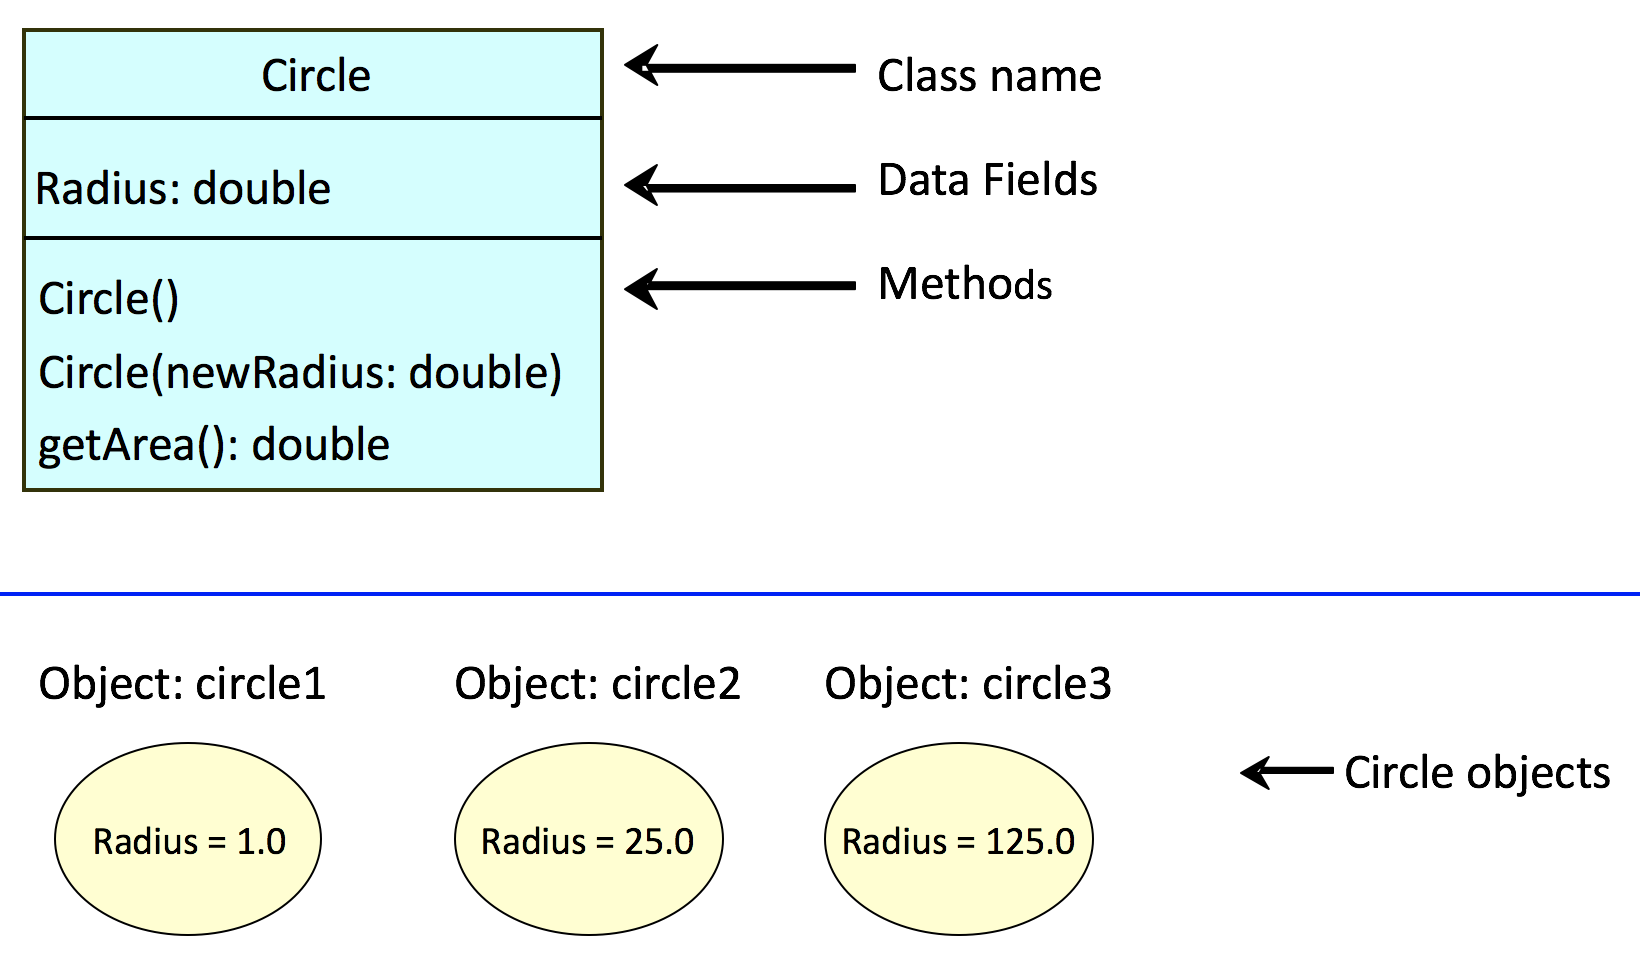 Circle
Class name
Radius: double
Data Fields
Circle()
Methods
Circle(newRadius: double)
getArea(): double
Object: circle1
Object: circle2
Object: circle3
Circle objects
Radius = 1.0
Radius = 25.0
Radius = 125.0